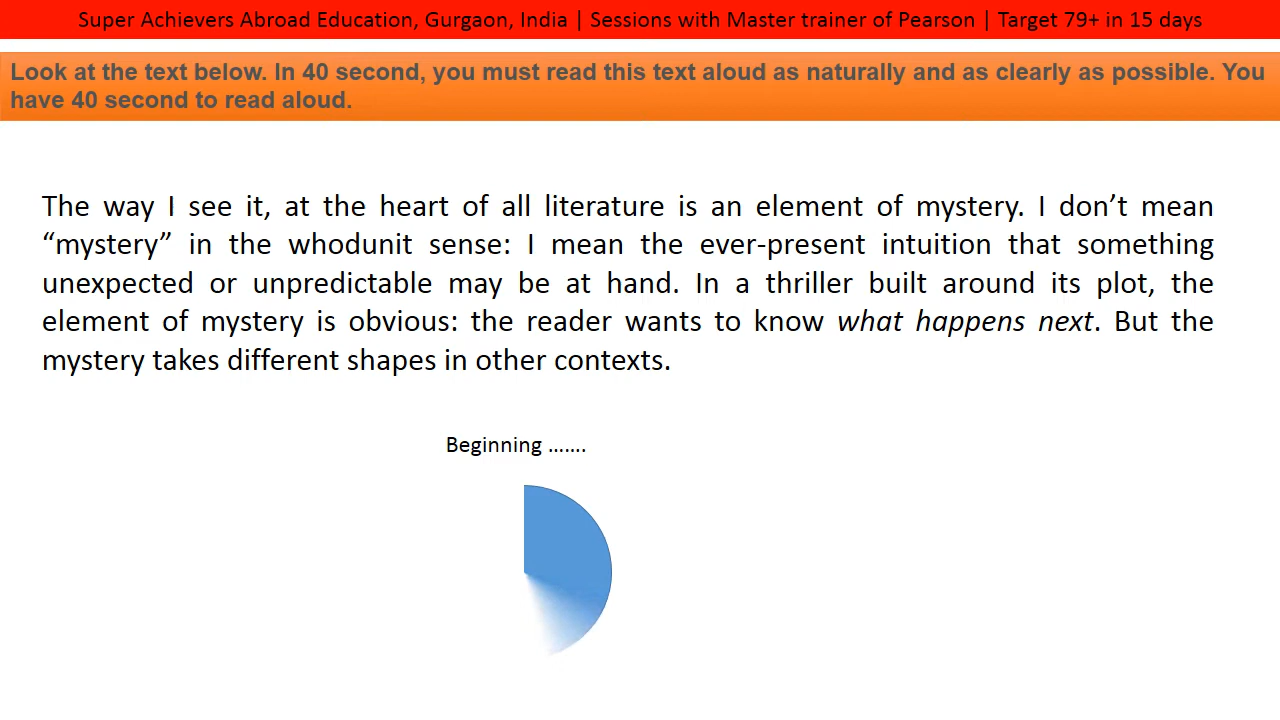 Super Achievers Abroad Education, Gurgaon, India | Sessions with Master trainer of Pearson | Target 79+ in 15 days
Look at the text below. In 40 second, you must read this text aloud as naturally and as clearly as possible. You
have 40 second to read aloud.
The way I see it, at the heart of all literature is an element of mystery. I don’t mean
“mystery” in the whodunit sense: I mean the ever-present intuition that something
unexpected or unpredictable may be at hand. In a thriller built around its plot, the
element of mystery is obvious: the reader wants to know what happens next. But the
mystery takes different shapes in other contexts.
Beginning .......